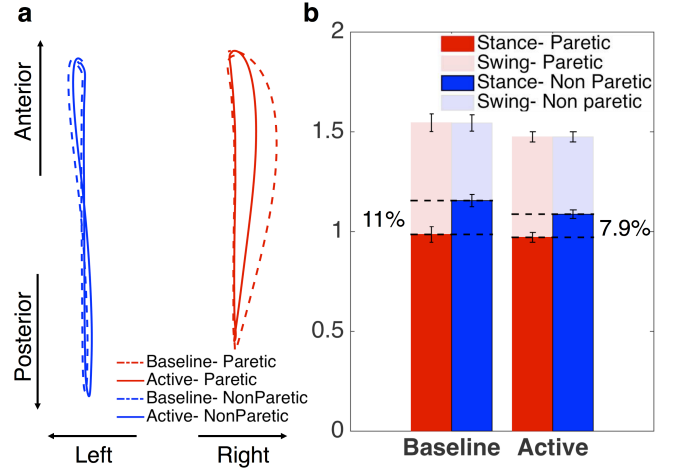 a
Anterior
Posterior
Baseline- Paretic
Active- Paretic
Baseline- NonParetic
Active- NonParetic
Left
Right
b
2
1.5
1
0.5
0
Stance- Paretic
Swing- Paretic
Stance- Non Paretic
Swing- Non paretic
11%
7.9%
Baseline
Active